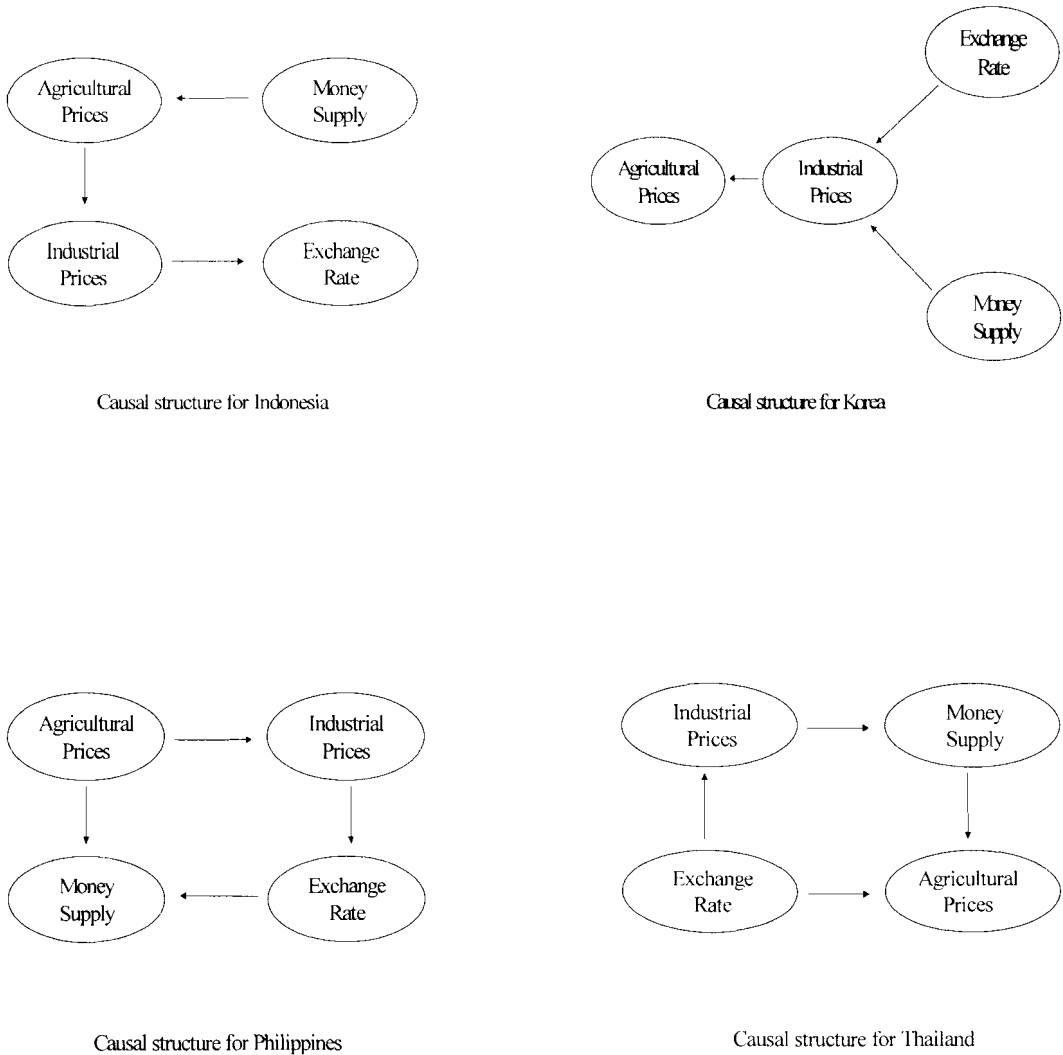 Agricultural
Prices
Money
Supply
Industrial
Prices
Exchange
Rate
Causal structure for Indonesia
Exchange
Rate
Agricultural
Prices
Industrial
Prices
Money
Supply
Causal structure for Korea
Agricultural
Prices
Industrial
Prices
Money
Supply
Exchange
Rate
Causal structure for Philippines
Industrial
Prices
Money
Supply
Exchange
Rate
Agricultural
Prices
Causal structure for Thailand